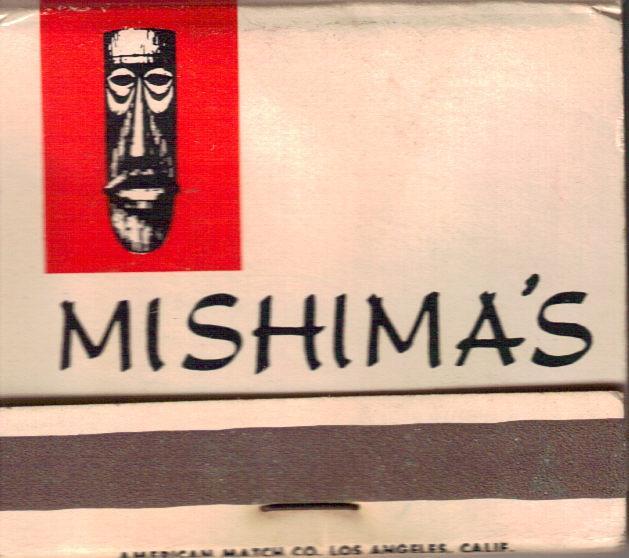 MISHIMA'S
AMERICAN MATCH CO. LOS ANGELES, CALIF.